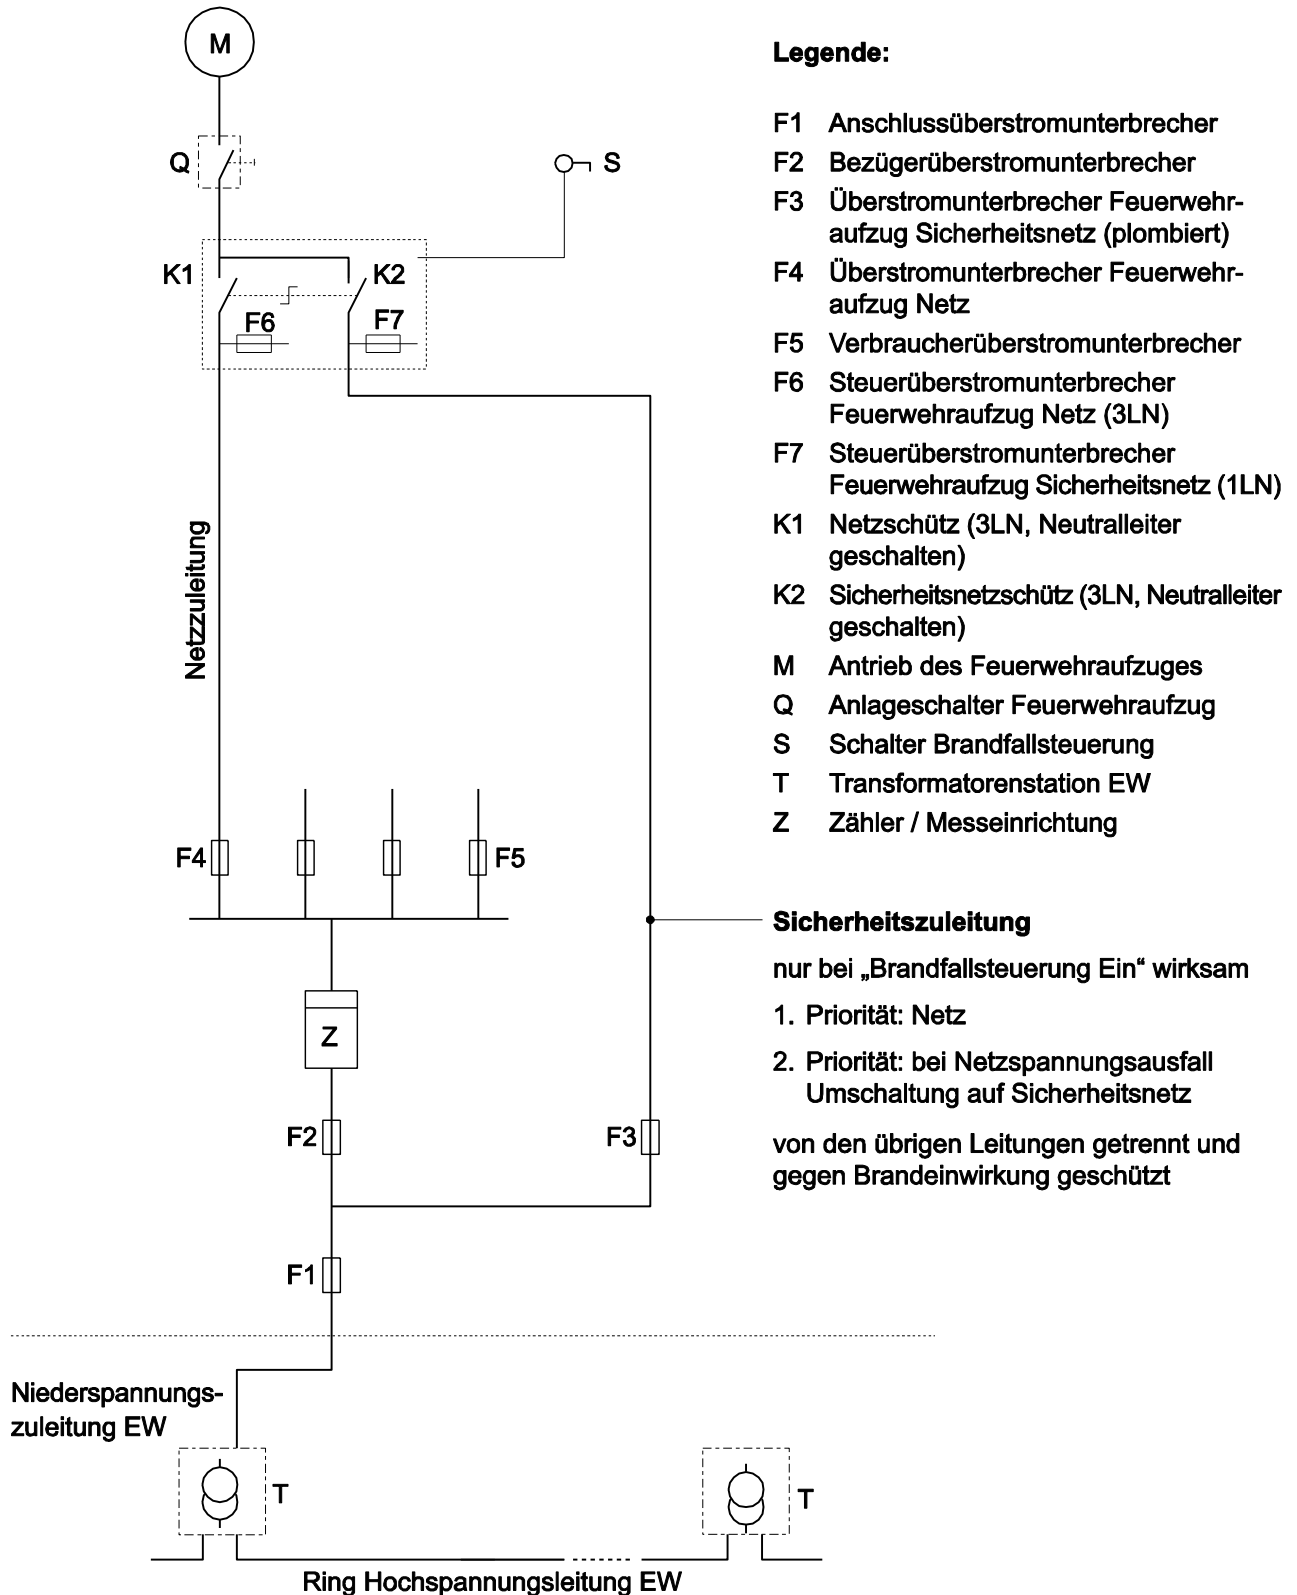 M
Q
S
K1
K2
F6
F7
Netzzuleitung
F4
F5
Z
F2
F3
F1
Niederspannungs-
zuleitung EW
T
T
Ring Hochspannungsleitung EW
Legende:
F1 Anschlussüberstromunterbrecher
F2 Bezügerüberstromunterbrecher
F3 Überstromunterbrecher Feuerwehr-
aufzug Sicherheitsnetz (plombiert)
F4 Überstromunterbrecher Feuerwehr-
aufzug Netz
F5 Verbraucherüberstromunterbrecher
F6 Steuerüberstromunterbrecher
Feuerwehraufzug Netz (3LN)
F7 Steuerüberstromunterbrecher
Feuerwehraufzug Sicherheitsnetz (1LN)
K1 Netzschütz (3LN, Neutralleiter
geschalten)
K2 Sicherheitsnetzschütz (3LN, Neutralleiter
geschalten)
M Antrieb des Feuerwehraufzuges
Q Anlageschalter Feuerwehraufzug
S Schalter Brandfallsteuerung
T Transformatorenstation EW
Z Zähler / Messeinrichtung
Sicherheitszuleitung
nur bei „Brandfallsteuerung Ein“ wirksam
1. Priorität: Netz
2. Priorität: bei Netzspannungsausfall
Umschaltung auf Sicherheitsnetz
von den übrigen Leitungen getrennt und
gegen Brandeinwirkung geschützt